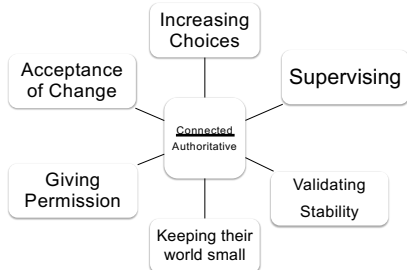 Increasing
Choices
Acceptance
of Change
Supervising
Connected
Authoritative
Giving
Permission
Validating
Stability
Keeping their
world small